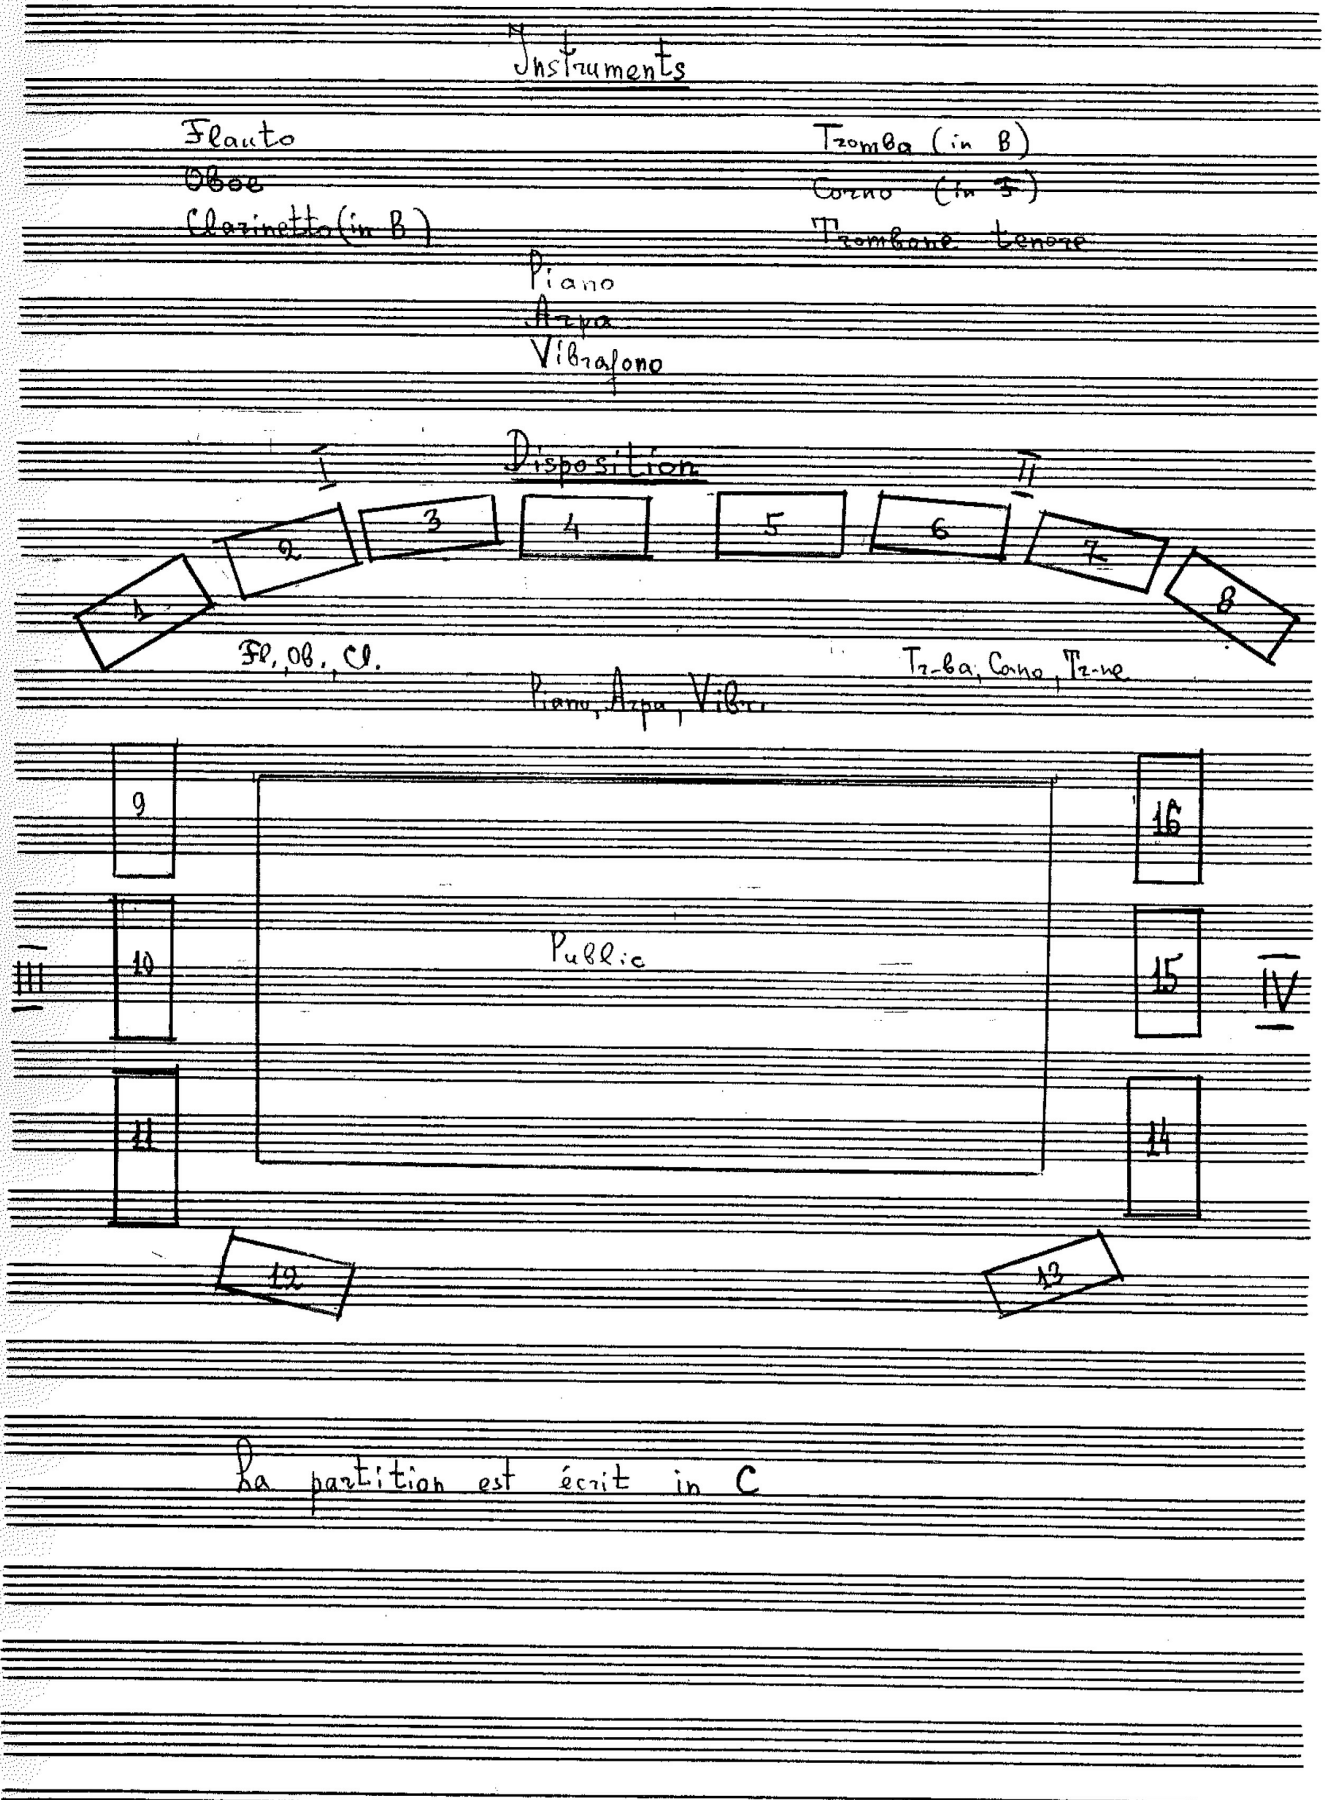 Instruments
Flauto
Tromba (in B)
Oboe
Corno (in F)
Clarinetto (in B)
Trombone tenore
Piano
Arpa
Vibrafono
I
Disposition
II
1
2
3
4
5
6
7
8
Fl., Ob., Cl.
Tr-ba, Corno, Tr-ne
Piano, Arpa, Vibr.
9
16
Public
III
10
15
IV
11
14
12
13
La partition est écrit in C